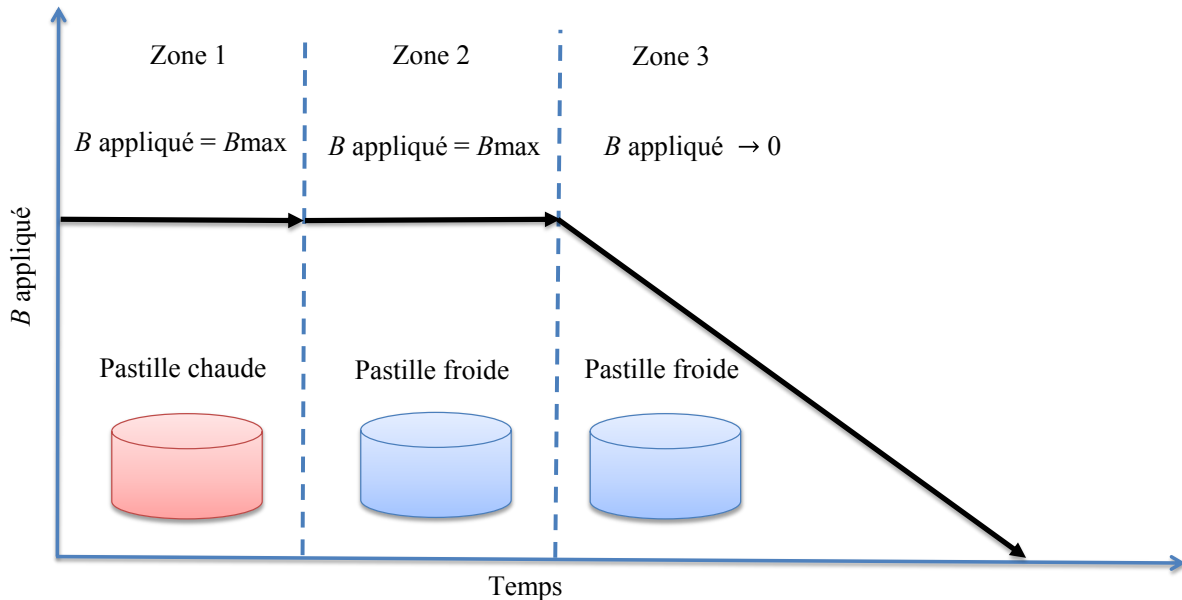 Zone 1
Zone 2
Zone 3
B appliqué = Bmax
B appliqué = Bmax
B appliqué → 0
B appliqué
Pastille chaude
Pastille froide
Pastille froide
Temps